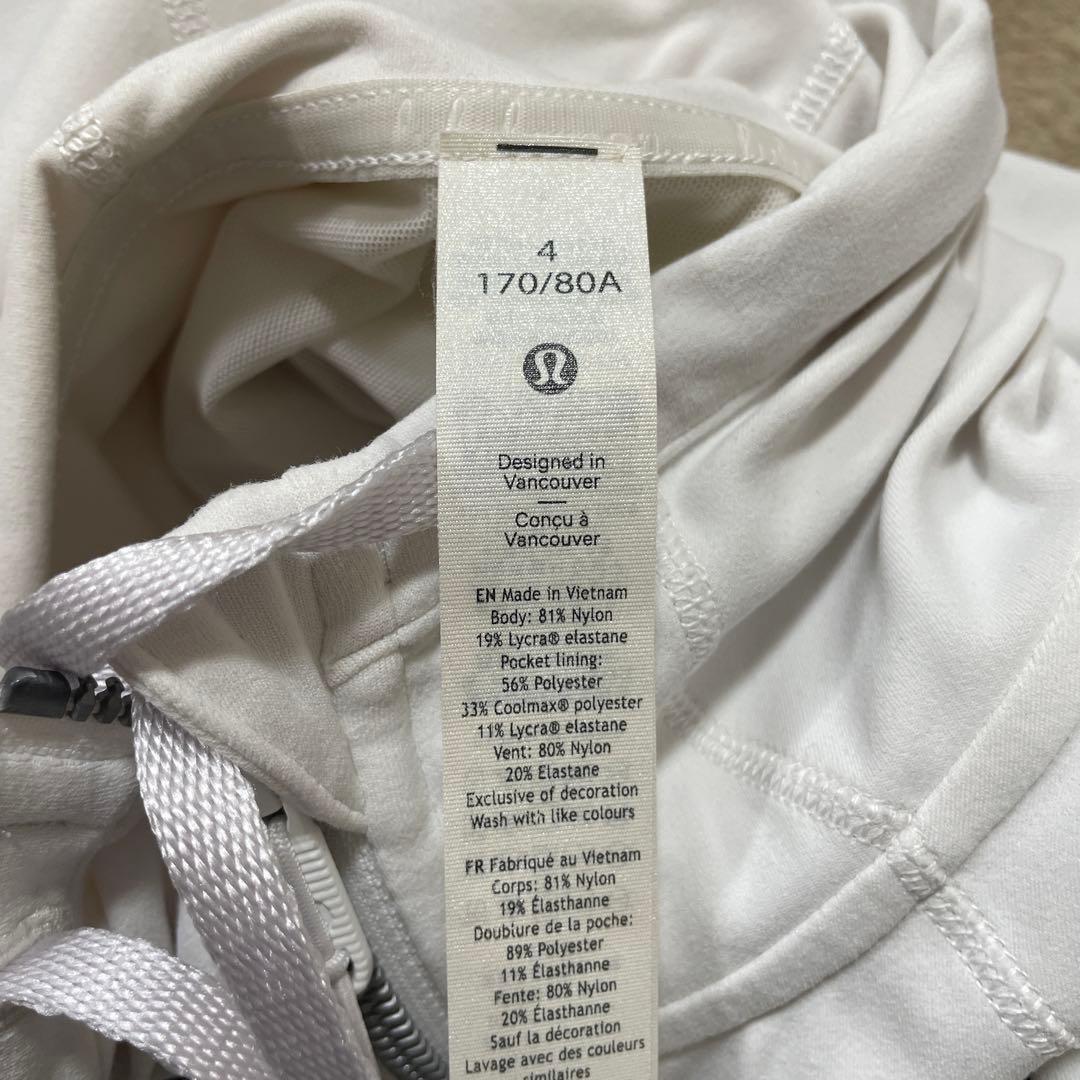 4
170/80A
Designed in
Vancouver
Conçu à
Vancouver
EN Made in Vietnam
Body: 81% Nylon
19% Lycra® elastane
Pocket lining:
56% Polyester
33% Coolmax® polyester
11% Lycra® elastane
Vent: 80% Nylon
20% Elastane
Exclusive of decoration
Wash with like colours
FR Fabriqué au Vietnam
Corps: 81% Nylon
19% Élasthanne
Doublure de la poche:
89% Polyester
11% Élasthanne
Fente: 80% Nylon
20% Élasthanne
Sauf la décoration
Lavage avec des couleurs
similaires